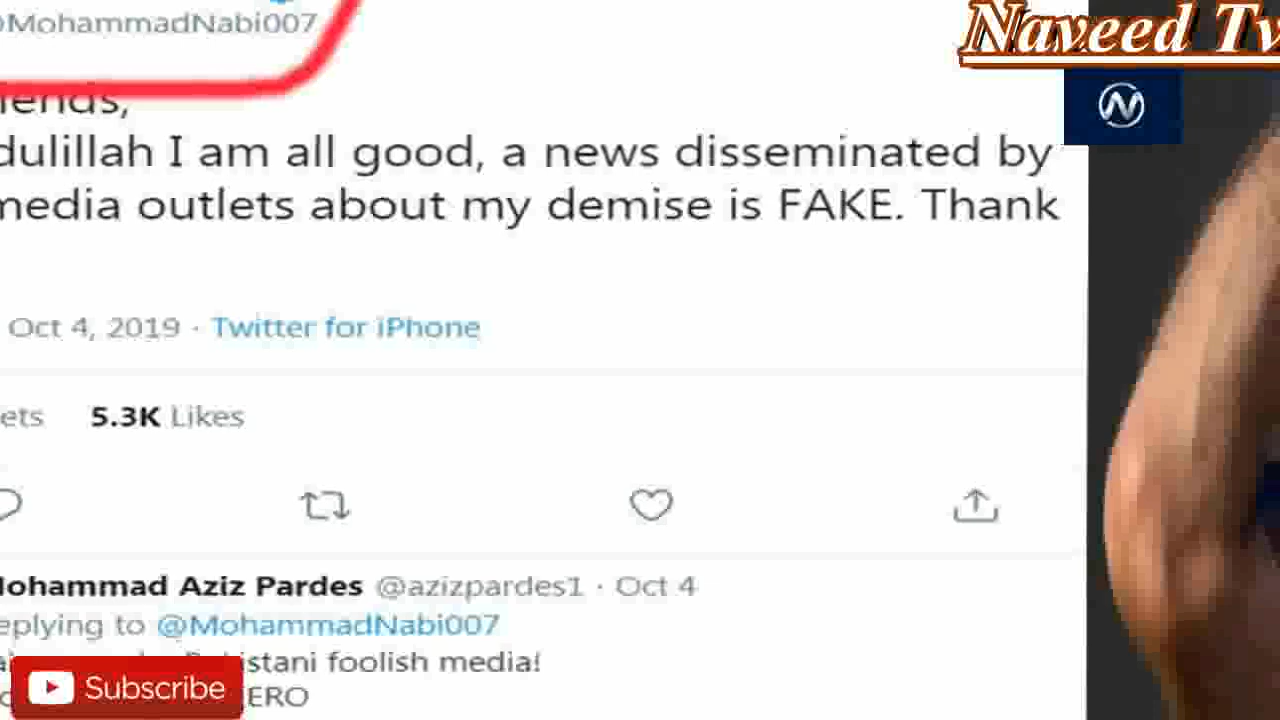 @MohammadNabi007
Naveed Tv
iends,
dulillah I am all good, a news disseminated by
media outlets about my demise is FAKE. Thank
Oct 4, 2019 · Twitter for iPhone
ets 5.3K Likes
Mohammad Aziz Pardes @azizpardes1 · Oct 4
eplying to @MohammadNabi007
istani foolish media!
Subscribe
ERO